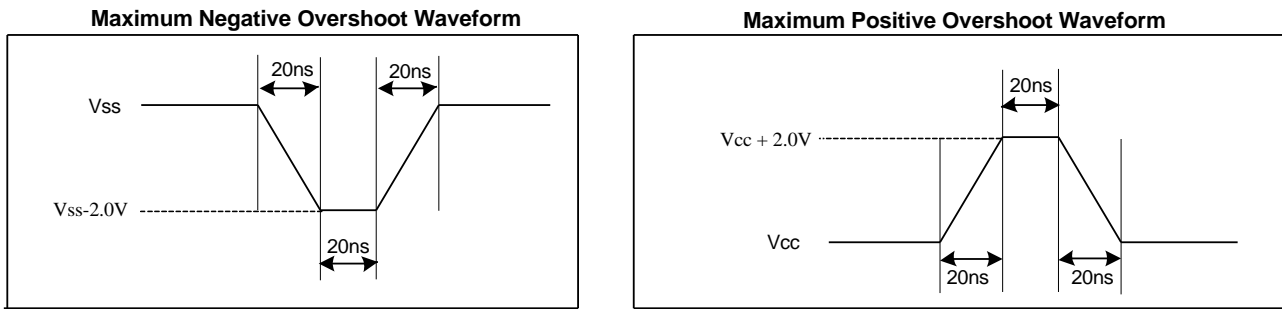 Maximum Negative Overshoot Waveform
20ns
20ns
Vss
Vss-2.0V
20ns
Maximum Positive Overshoot Waveform
20ns
Vcc + 2.0V
Vcc
20ns
20ns